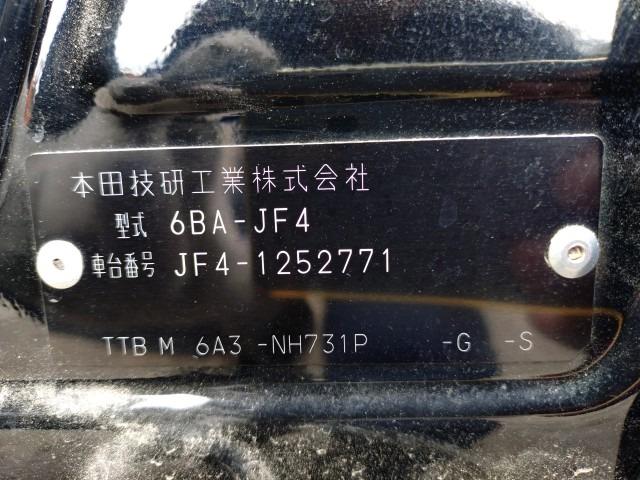 本田技研工業株式会社
型式 6BA-JF4
車台番号 JF4-1252771
TTB M 6A3 -NH731P -G -S